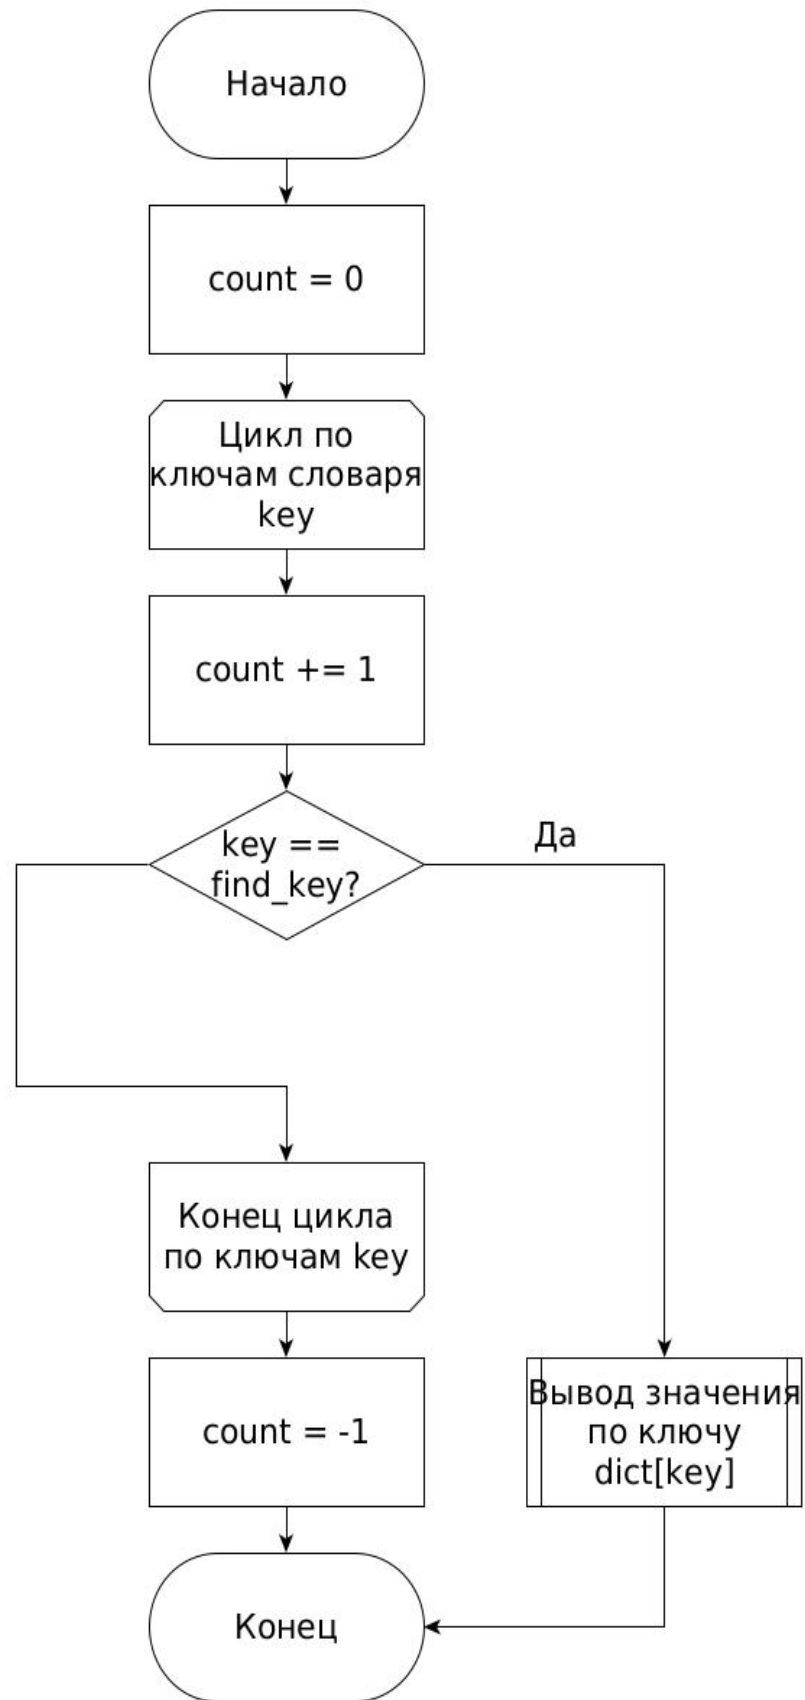 Начало
count = 0
Цикл по
ключам словаря
key
count += 1
key ==
find_key?
Да
Конец цикла
по ключам key
count = -1
Вывод значения
по ключу
dict[key]
Конец